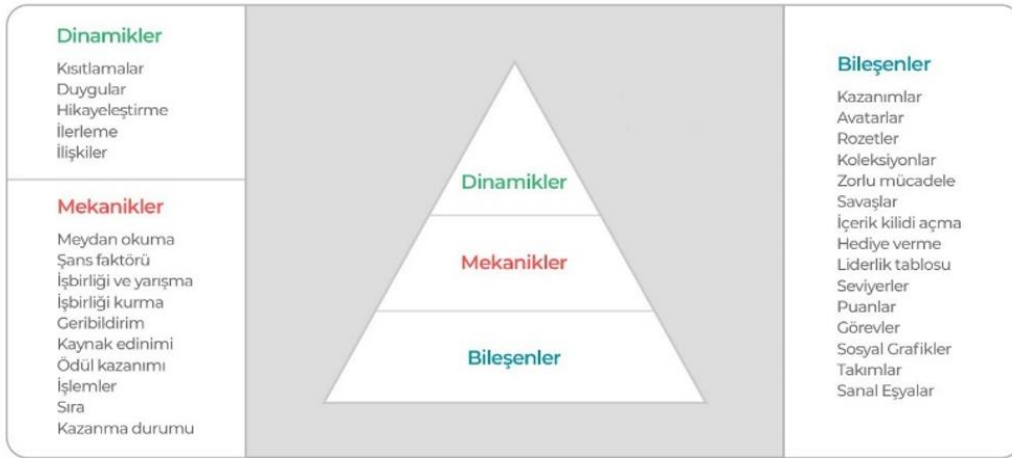 Dinamikler
Kısıtlamalar
Duygular
Hikayeleştirme
İlerleme
İlişkiler
Mekanikler
Meydan okuma
Şans faktörü
İşbirliği ve yarışma
İşbirliği kurma
Geribildirim
Kaynak edinimi
Ödül kazanımı
İşlemler
Sıra
Kazanma durumu
Dinamikler
Mekanikler
Bileşenler
Bileşenler
Kazanımlar
Avatarlar
Rozetler
Koleksiyonlar
Zorlu mücadele
Savaşlar
İçerik kilidi açma
Hediye verme
Liderlik tablosu
Seviyerler
Puanlar
Görevler
Sosyal Grafikler
Takımlar
Sanal Eşyalar